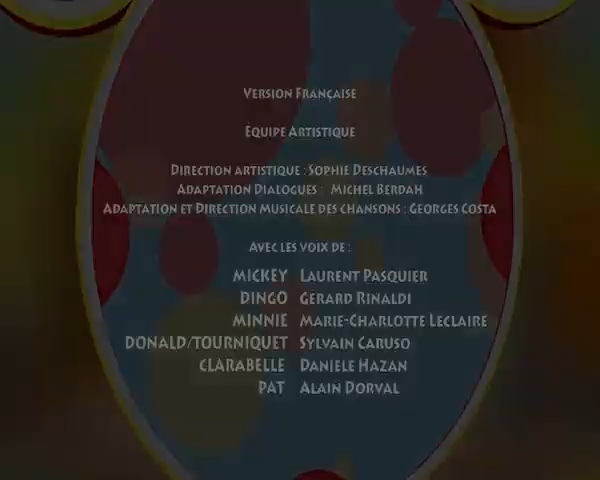 Version Française
Équipe Artistique
Direction artistique : Sophie Deschaumes
Adaptation Dialogues : Michel Berdah
Adaptation et Direction Musicale des chansons : Georges Costa
Avec les voix de :
MICKEY Laurent Pasquier
DINGO Gerard Rinaldi
MINNIE Marie-Charlotte Leclaire
DONALD/TOURNIQUET Sylvain Caruso
CLARABELLE Daniele Hazan
PAT Alain Dorval